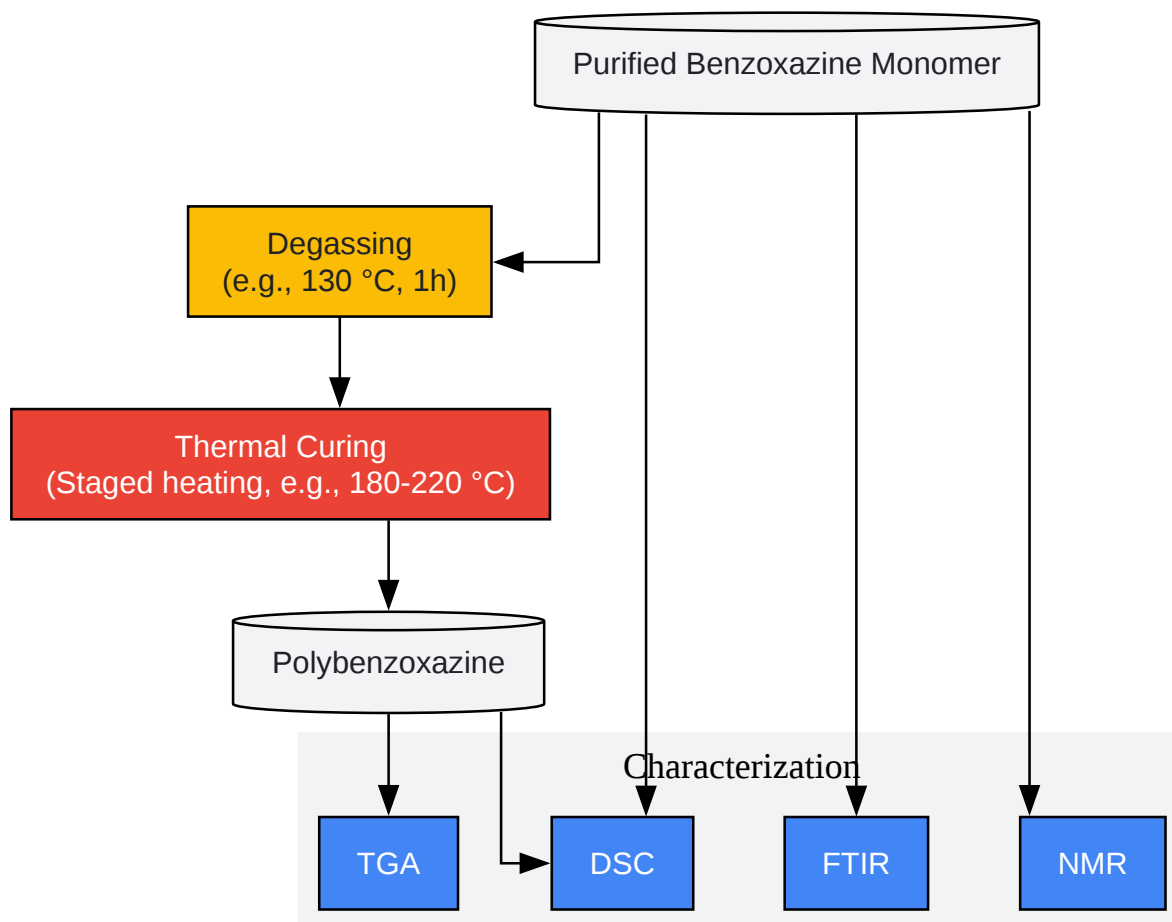 Purified Benzoxazine Monomer
Degassing
(e.g., 130 °C, 1h)
Thermal Curing
(Staged heating, e.g., 180-220 °C)
Polybenzoxazine
Characterization
TGA
DSC
FTIR
NMR